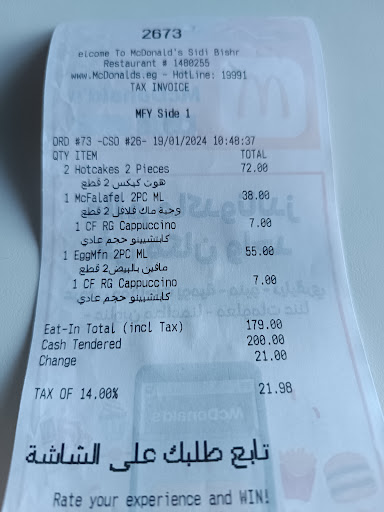 2673
elcome To McDonald's Sidi Bishr
Restaurant # 1400255
www.McDonalds.eg - HotLine: 19991
TAX INVOICE
MFY Side 1
ORD #73 -CSO #26- 19/01/2024 10:48:37
QTY ITEM TOTAL
2 Hotcakes 2 Pieces 72.00
هوت كيكس 2 قطع
1 McFalafel 2PC ML 38.00
وجبة ماك فلافل 2 قطع
1 CF RG Cappuccino 7.00
كابتشينو حجم عادي
1 EggMfn 2PC ML 55.00
مافين بالبيض 2 قطع
1 CF RG Cappuccino 7.00
كابتشينو حجم عادي
Eat-In Total (incl Tax) 179.00
Cash Tendered 200.00
Change 21.00
TAX OF 14.00% 21.98
تابع طلبك على الشاشة
Rate your experience and WIN!